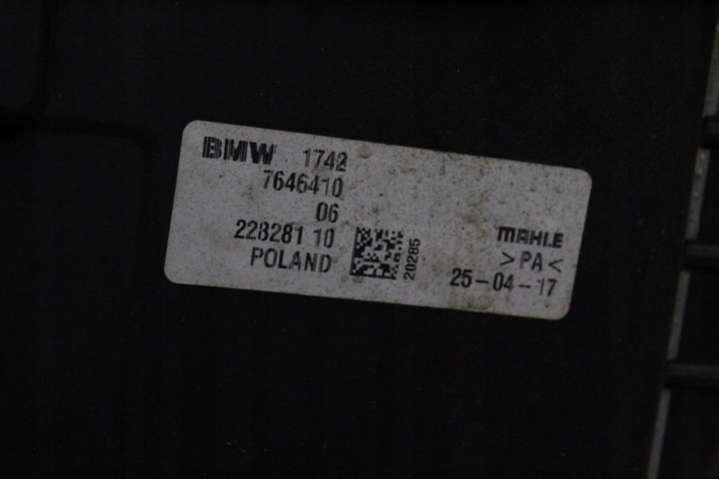 BMW 1742
7646410
06
228281 10
POLAND
20285
MAHLE
>PA<
25-04-17